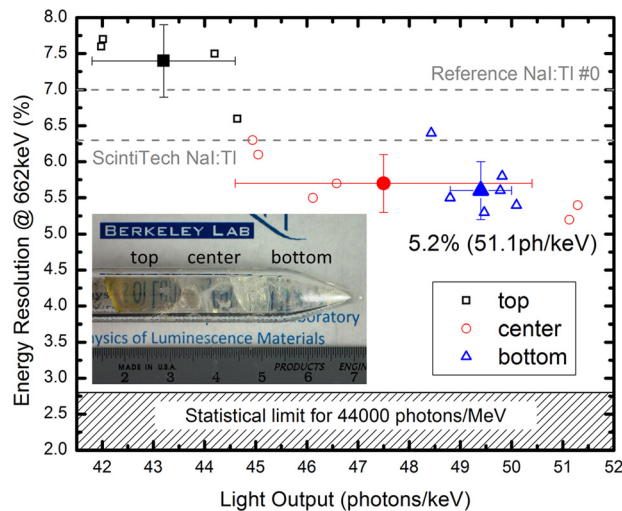 8.0
7.5
7.0
6.5
6.0
5.5
5.0
4.5
4.0
3.5
3.0
2.5
2.0
Energy Resolution @ 662keV (%)
Reference NaI:Tl #0
ScintiTech NaI:Tl
5.2% (51.1ph/keV)
BERKELEY LAB
top center bottom
oratory
ysics of Luminescence Materials
MADE IN U.S.A. PRODUCTS ENGIN
2 3 4 5 6 7
top
center
bottom
Statistical limit for 44000 photons/MeV
42 43 44 45 46 47 48 49 50 51 52
Light Output (photons/keV)